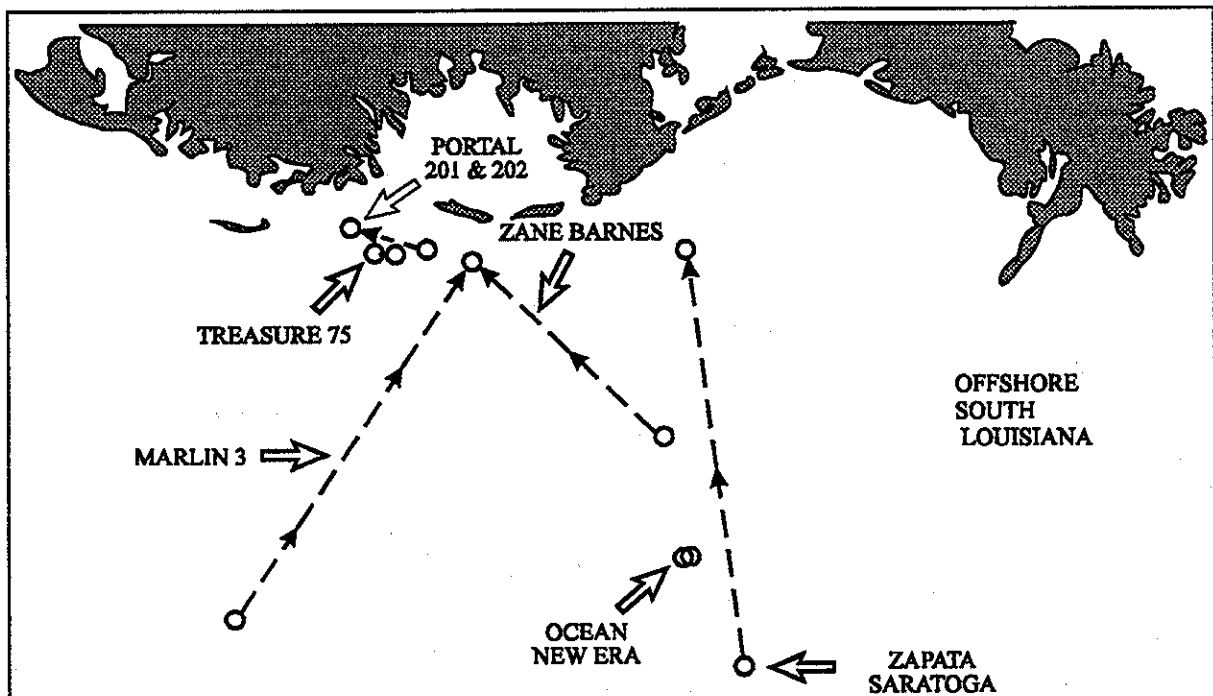 PORTAL
201 & 202
ZANE BARNES
TREASURE 75
OFFSHORE
SOUTH
LOUISIANA
MARLIN 3
OCEAN
NEW ERA
ZAPATA
SARATOGA